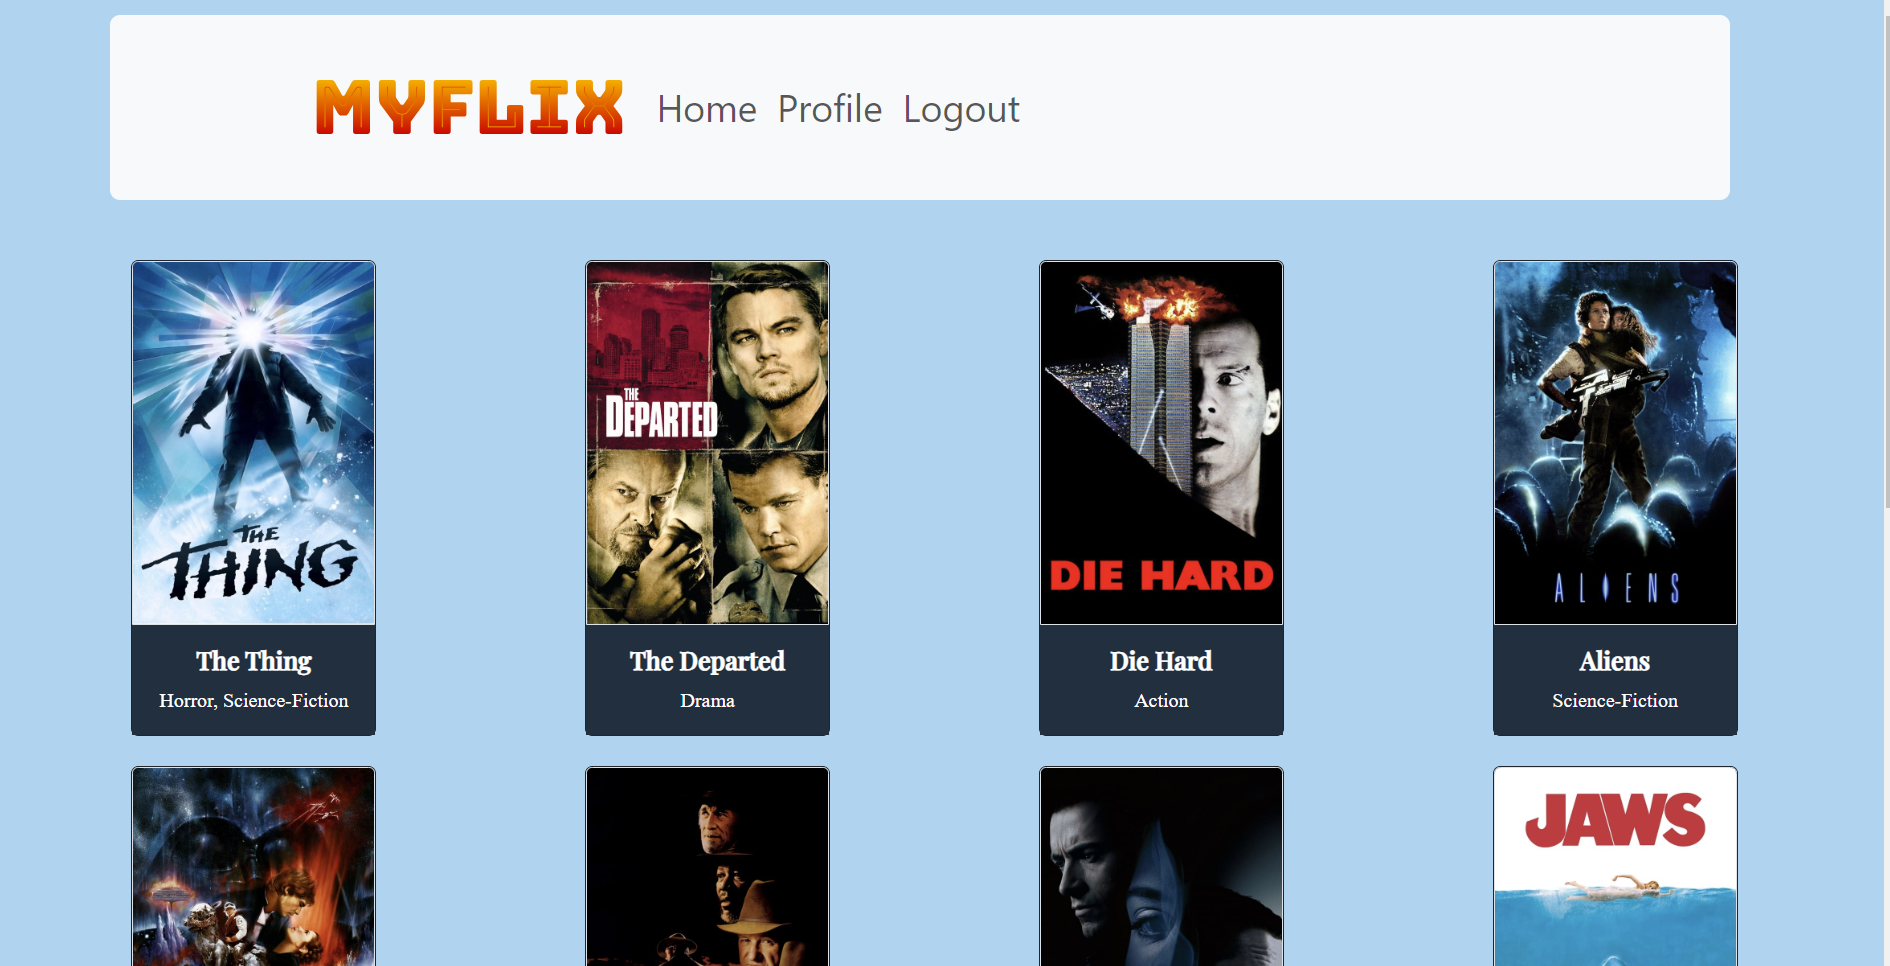 MYFLIX Home Profile Logout
THE
THING
THE
DEPARTED
DIE HARD
ALIENS
The Thing
Horror, Science-Fiction
The Departed
Drama
Die Hard
Action
Aliens
Science-Fiction
JAWS